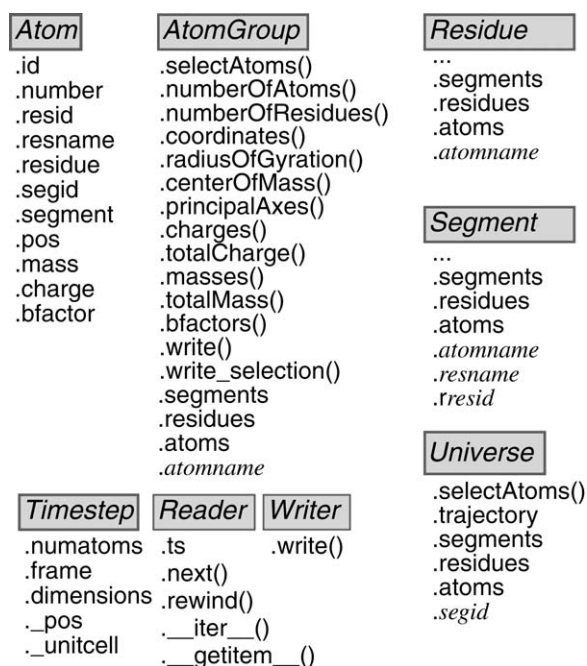 Atom
.id
.number
.resid
.resname
.residue
.segid
.segment
.pos
.mass
.charge
.bfactor
AtomGroup
.selectAtoms()
.numberOfAtoms()
.numberOfResidues()
.coordinates()
.radiusOfGyration()
.centerOfMass()
.principalAxes()
.charges()
.totalCharge()
.masses()
.totalMass()
.bfactors()
.write()
.write_selection()
.segments
.residues
.atoms
.atomname
Residue
...
.segments
.residues
.atoms
.atomname
Segment
...
.segments
.residues
.atoms
.atomname
.resname
.rresid
Universe
.selectAtoms()
.trajectory
.segments
.residues
.atoms
.segid
Timestep
.numatoms
.frame
.dimensions
._pos
._unitcell
Reader
.ts
.next()
.rewind()
.__iter__()
.__getitem__()
Writer
.write()